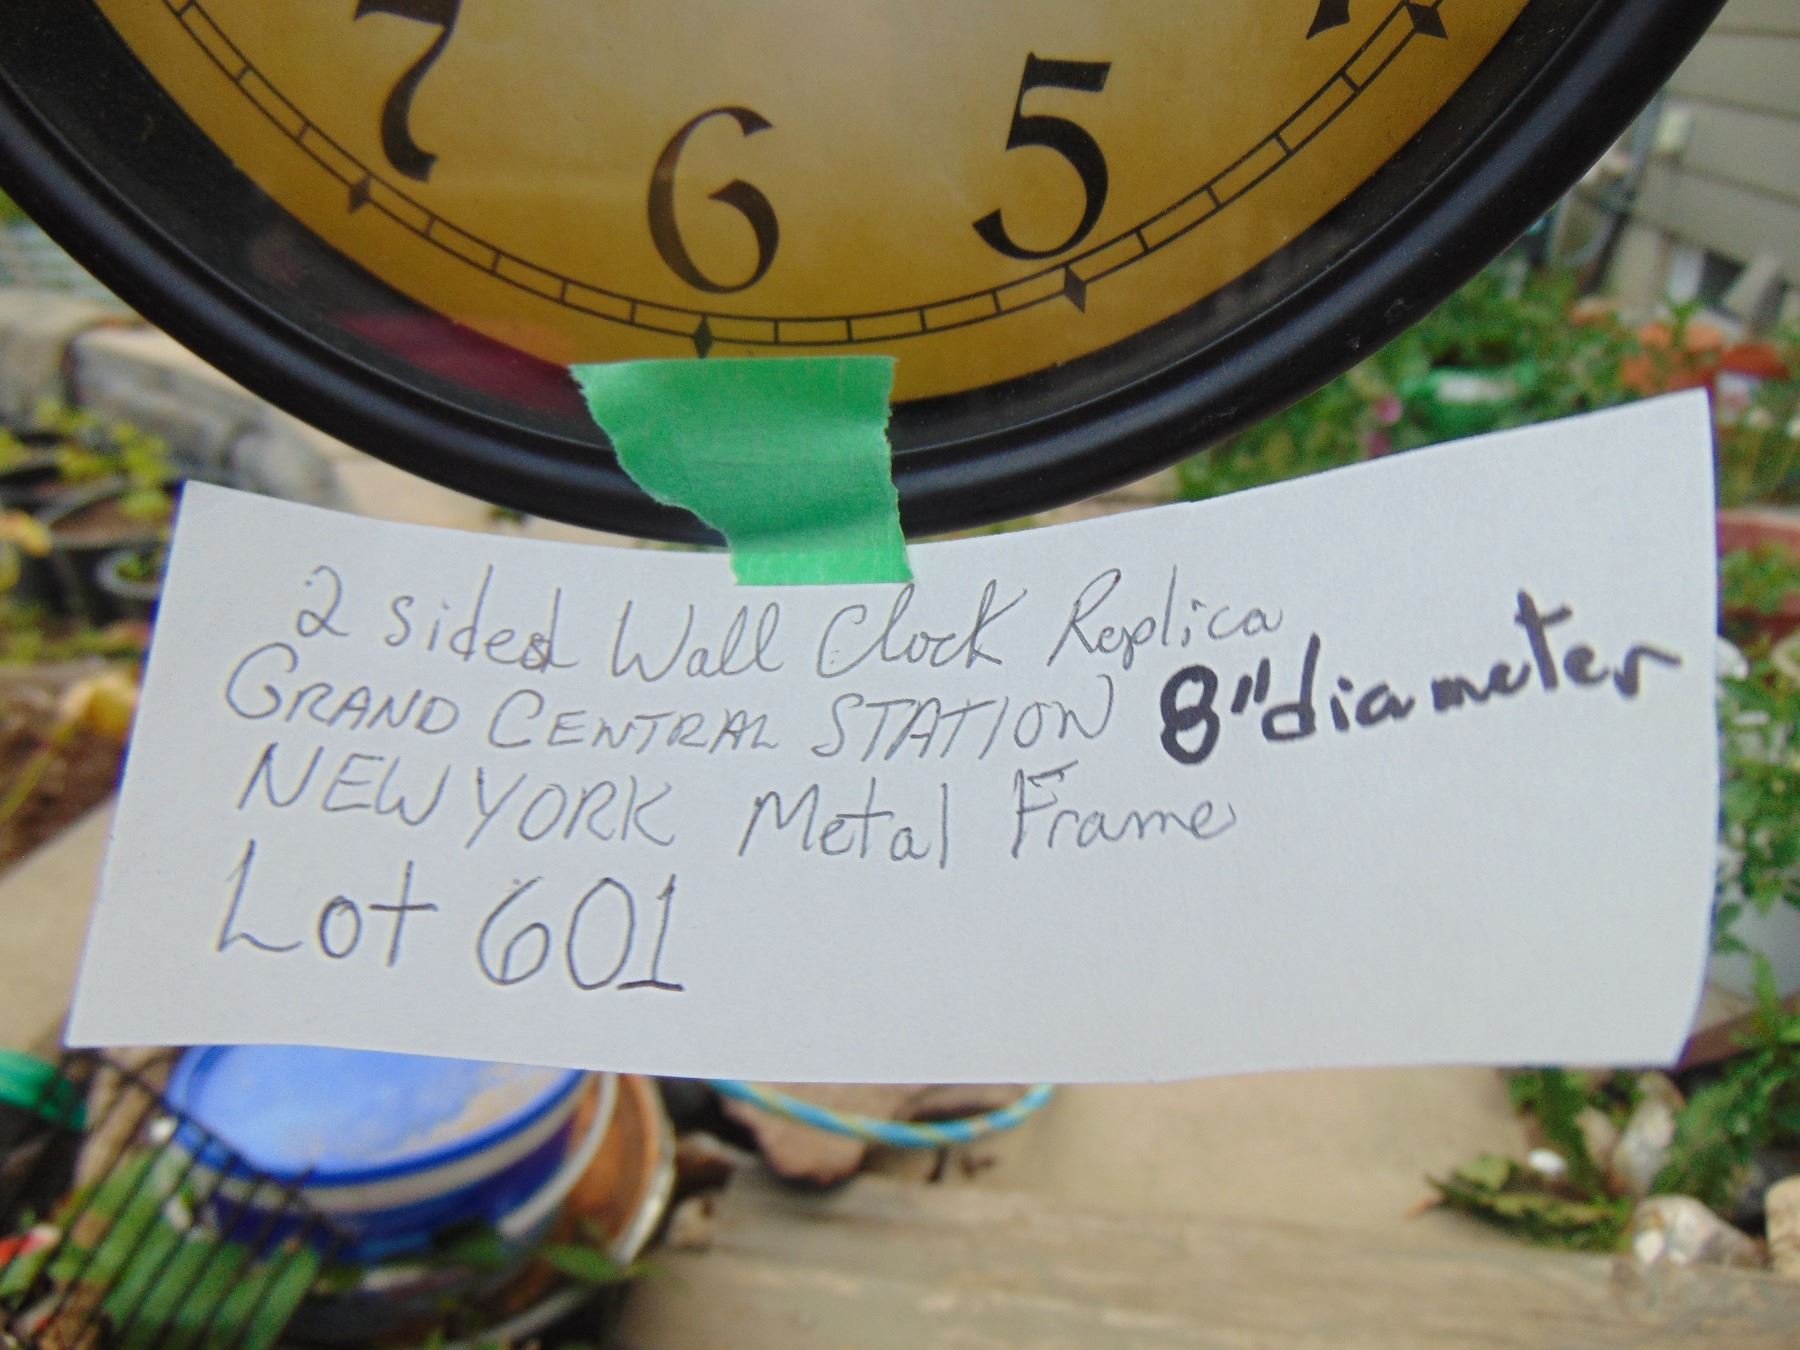 7 6 5
2 sided Wall Clock Replica
GRAND CENTRAL STATION 8" diameter
NEW YORK Metal Frame
Lot 601